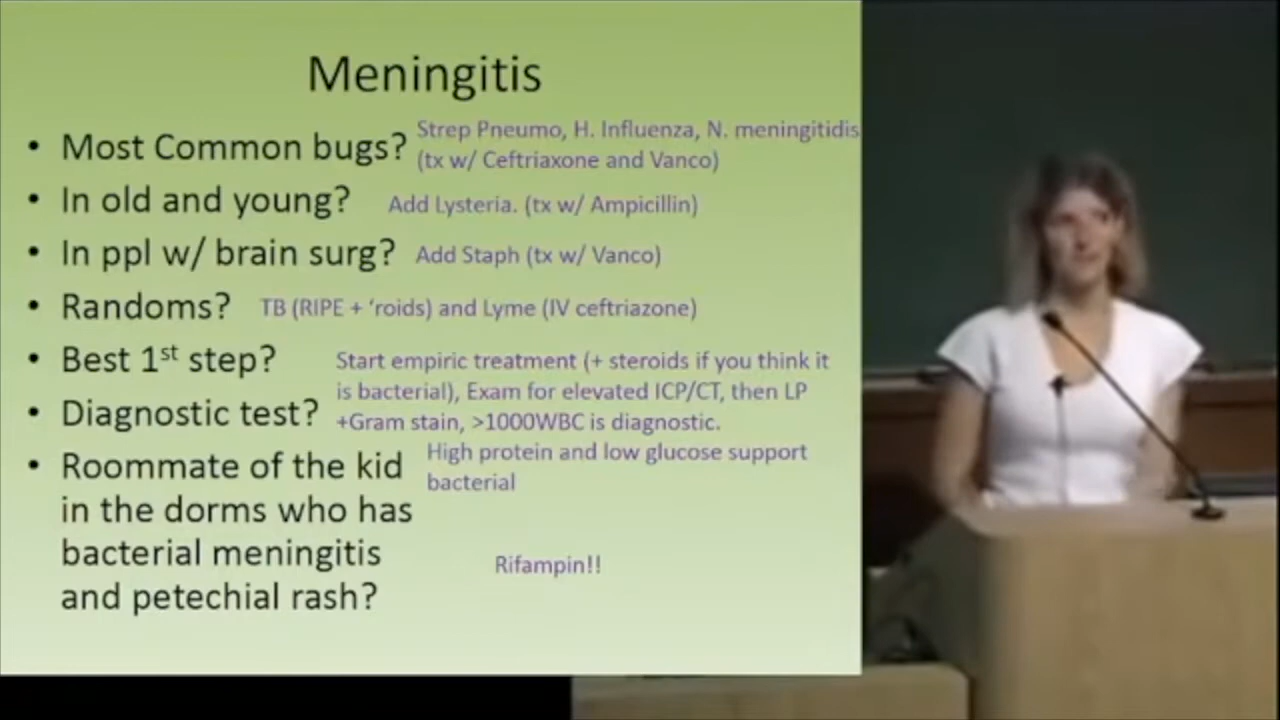 Meningitis
• Most Common bugs? Strep Pneumo, H. Influenza, N. meningitidis
(tx w/ Ceftriaxone and Vanco)
• In old and young? Add Lysteria. (tx w/ Ampicillin)
• In ppl w/ brain surg? Add Staph (tx w/ Vanco)
• Randoms? TB (RIPE + ‘roids) and Lyme (IV ceftriazone)
• Best 1st step? Start empiric treatment (+ steroids if you think it
is bacterial), Exam for elevated ICP/CT, then LP
• Diagnostic test? +Gram stain, >1000WBC is diagnostic.
High protein and low glucose support
bacterial
• Roommate of the kid
in the dorms who has
bacterial meningitis
and petechial rash? Rifampin!!